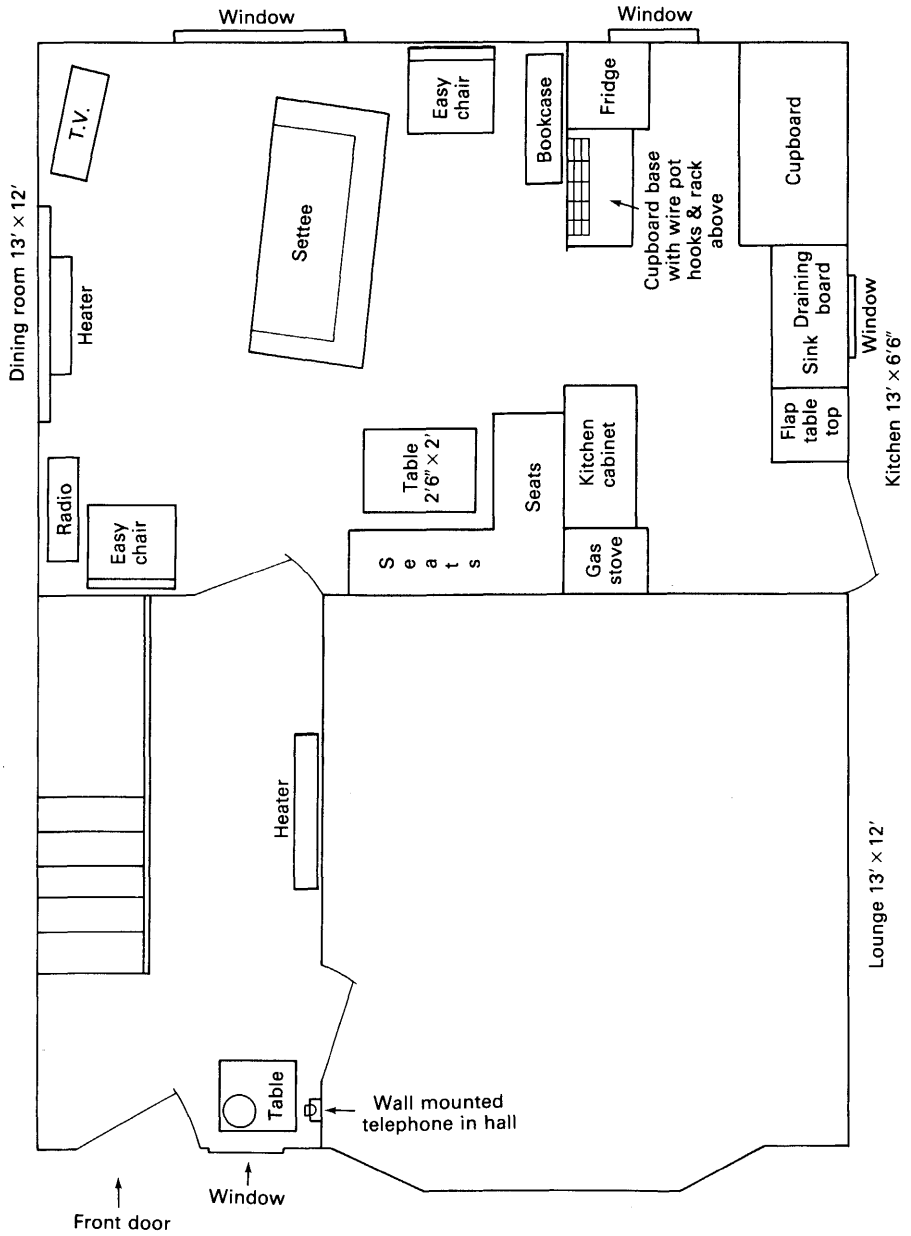 Window
Window
T.V.
Easy
chair
Bookcase
Fridge
Cupboard
Dining room 13′ × 12′
Heater
Settee
Cupboard base
with wire pot
hooks & rack
above
Sink Draining
board
Window
Flap
table
top
Kitchen 13′ × 6′6″
Radio
Easy
chair
Table
2′6″ × 2′
Seats
Seats
Kitchen
cabinet
Gas
stove
Heater
Lounge 13′ × 12′
Table
Wall mounted
telephone in hall
Window
Front door